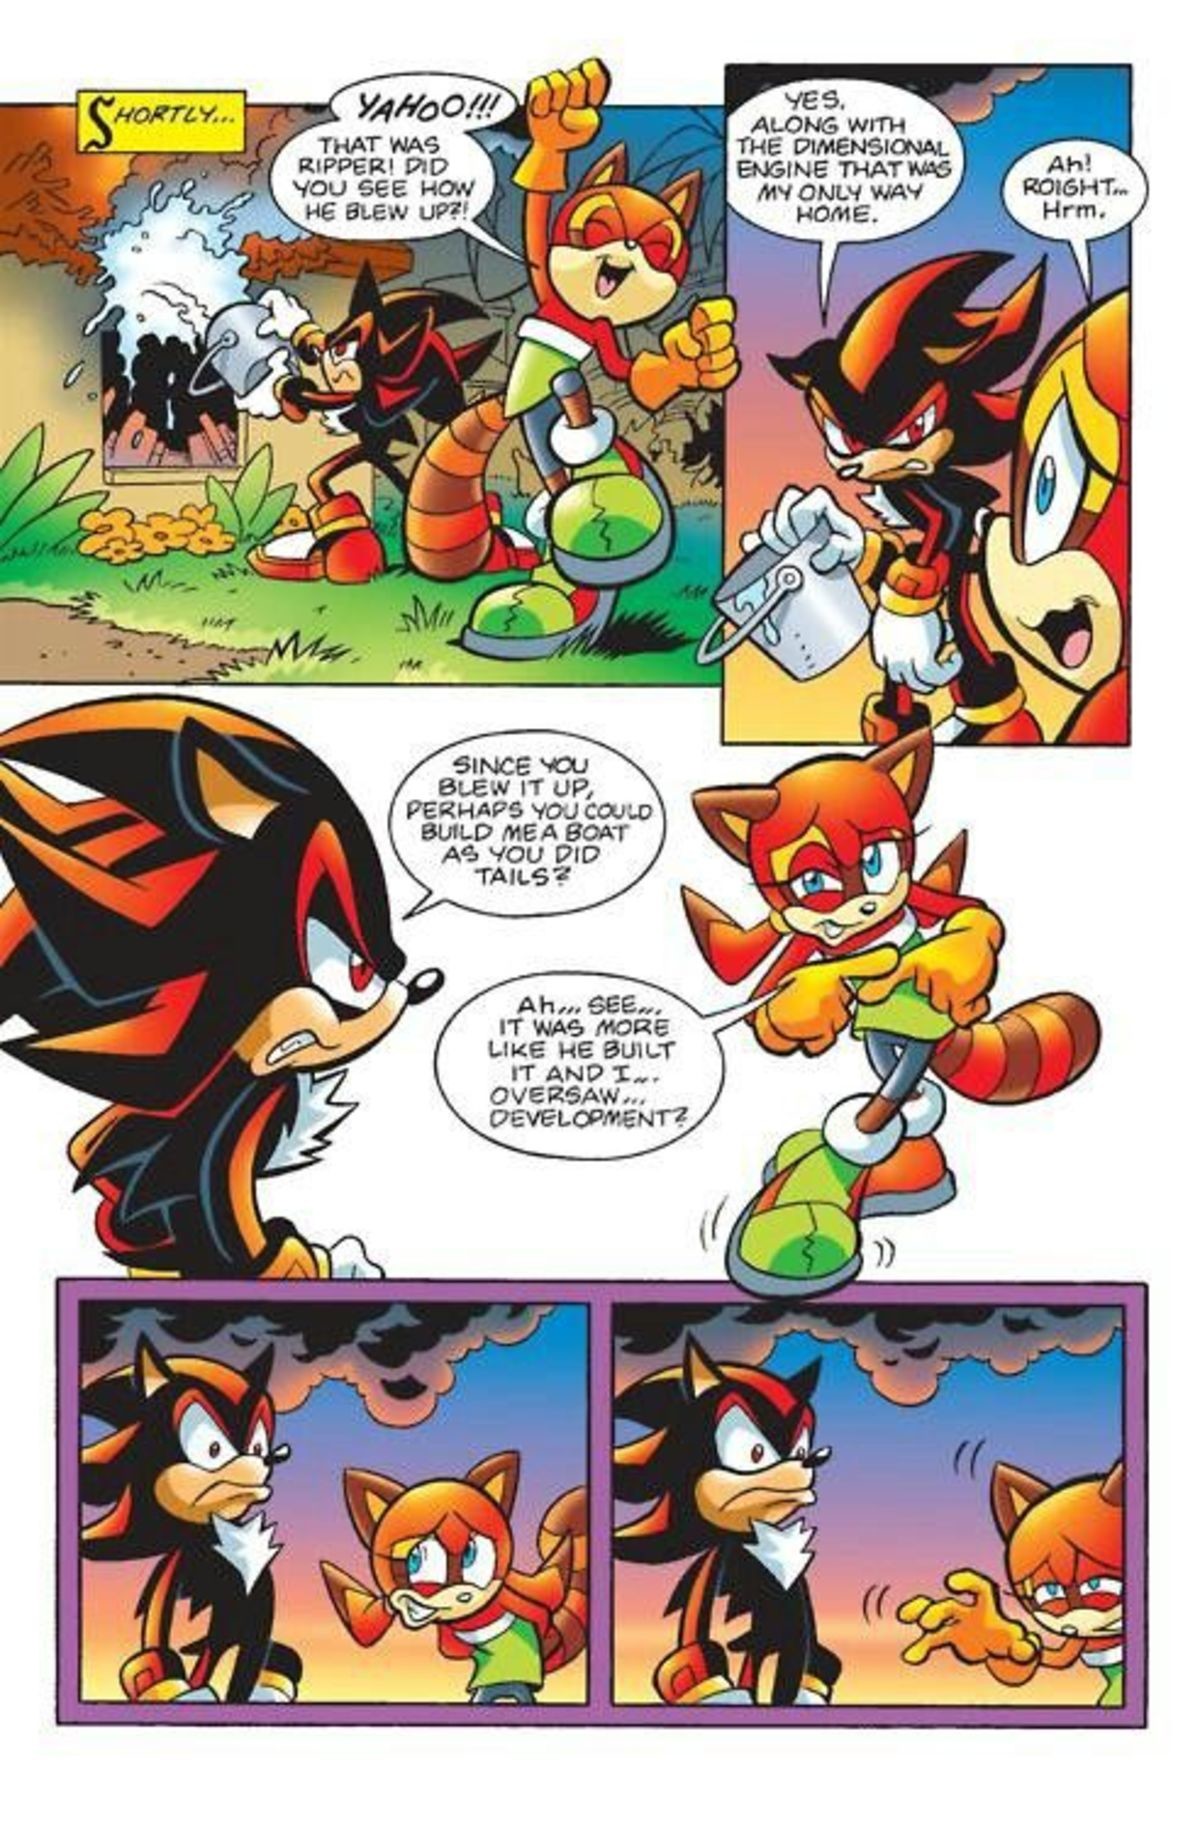 SHORTLY...
YAHOO!!!
THAT WAS
RIPPER! DID
YOU SEE HOW
HE BLEW UP?!
YES.
ALONG WITH
THE DIMENSIONAL
ENGINE THAT WAS
MY ONLY WAY
HOME.
Ah!
ROIGHT...
Hrm.
SINCE YOU
BLEW IT UP,
PERHAPS YOU COULD
BUILD ME A BOAT
AS YOU DID
TAILS?
Ah... SEE...
IT WAS MORE
LIKE HE BUILT
IT AND I...
OVERSAW...
DEVELOPMENT?